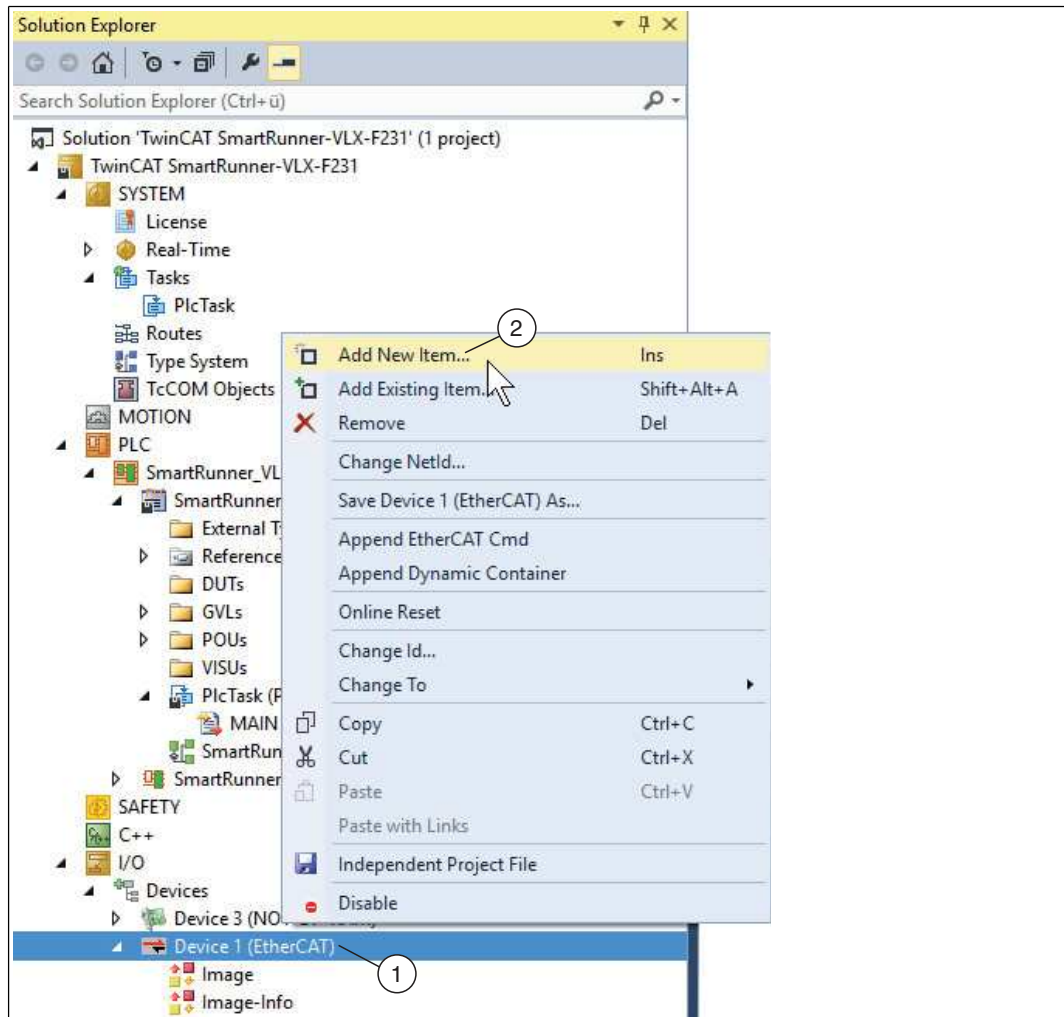 Solution Explorer
Search Solution Explorer (Ctrl+ü)
Solution 'TwinCAT SmartRunner-VLX-F231' (1 project)
TwinCAT SmartRunner-VLX-F231
SYSTEM
License
Real-Time
Tasks
PlcTask
Routes
2
Type System
Add New Item... Ins
TcCOM Objects
Add Existing Item... Shift+Alt+A
MOTION
Remove Del
PLC
Change NetId...
SmartRunner_VL
Save Device 1 (EtherCAT) As...
SmartRunner
External T
Append EtherCAT Cmd
Reference
Append Dynamic Container
DUTs
GVLs
Online Reset
POUs
Change Id...
VISUs
Change To
PlcTask (P
MAIN
Copy Ctrl+C
SmartRun
Cut Ctrl+X
SmartRunner
Paste Ctrl+V
SAFETY
Paste with Links
C++
I/O
Independent Project File
Devices
Disable
Device 3 (NO
Device 1 (EtherCAT)
1
Image
Image-Info